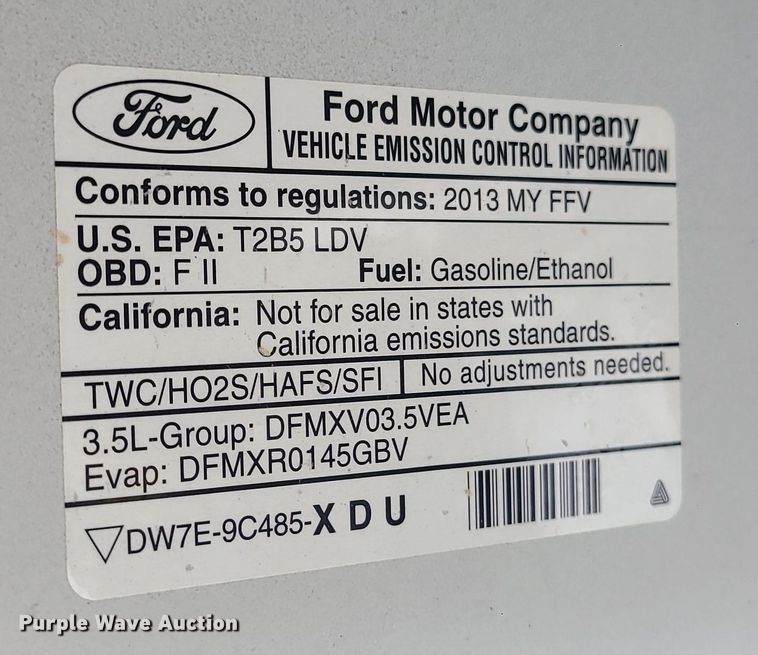 Ford
Ford Motor Company
VEHICLE EMISSION CONTROL INFORMATION
Conforms to regulations: 2013 MY FFV
U.S. EPA: T2B5 LDV
OBD: F II Fuel: Gasoline/Ethanol
California: Not for sale in states with
California emissions standards.
TWC/HO2S/HAFS/SFI No adjustments needed.
3.5L-Group: DFMXV03.5VEA
Evap: DFMXR0145GBV
DW7E-9C485-X D U
Purple Wave Auction